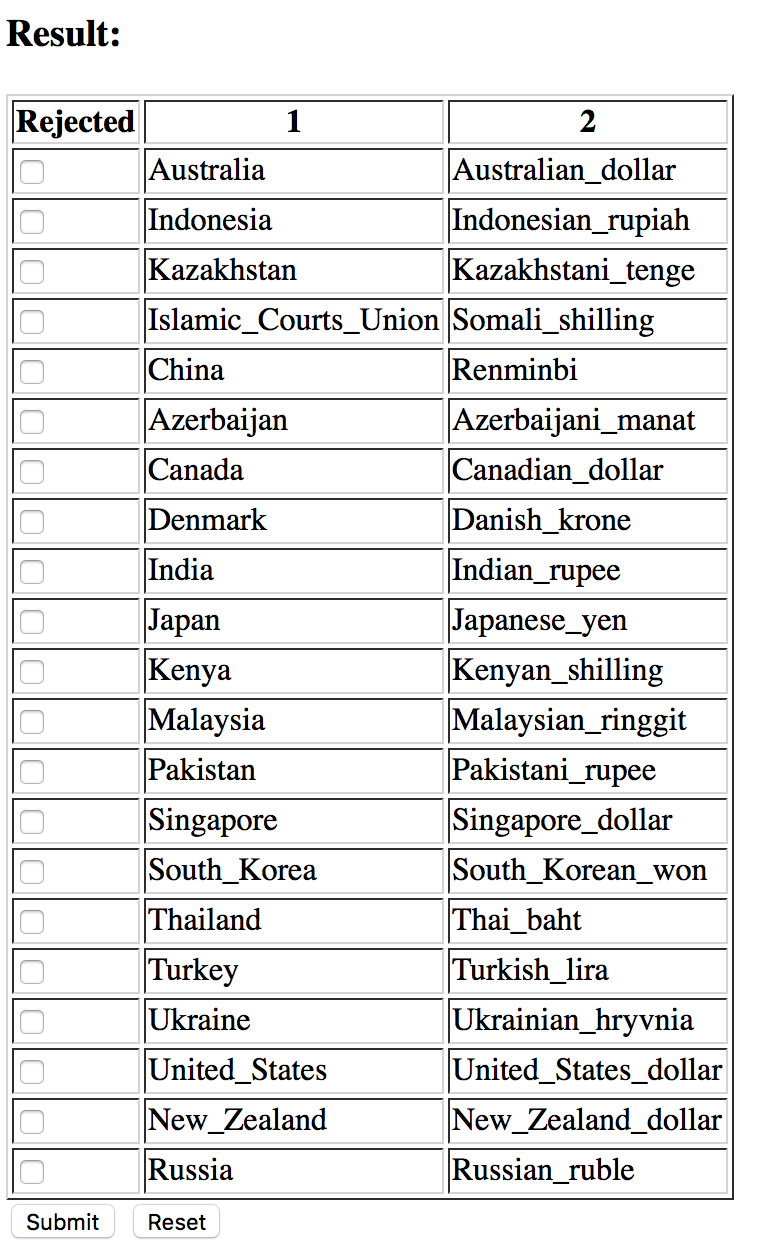 Result:
Rejected 1 2
Australia Australian_dollar
Indonesia Indonesian_rupiah
Kazakhstan Kazakhstani_tenge
Islamic_Courts_Union Somali_shilling
China Renminbi
Azerbaijan Azerbaijani_manat
Canada Canadian_dollar
Denmark Danish_krone
India Indian_rupee
Japan Japanese_yen
Kenya Kenyan_shilling
Malaysia Malaysian_ringgit
Pakistan Pakistani_rupee
Singapore Singapore_dollar
South_Korea South_Korean_won
Thailand Thai_baht
Turkey Turkish_lira
Ukraine Ukrainian_hryvnia
United_States United_States_dollar
New_Zealand New_Zealand_dollar
Russia Russian_ruble
Submit Reset